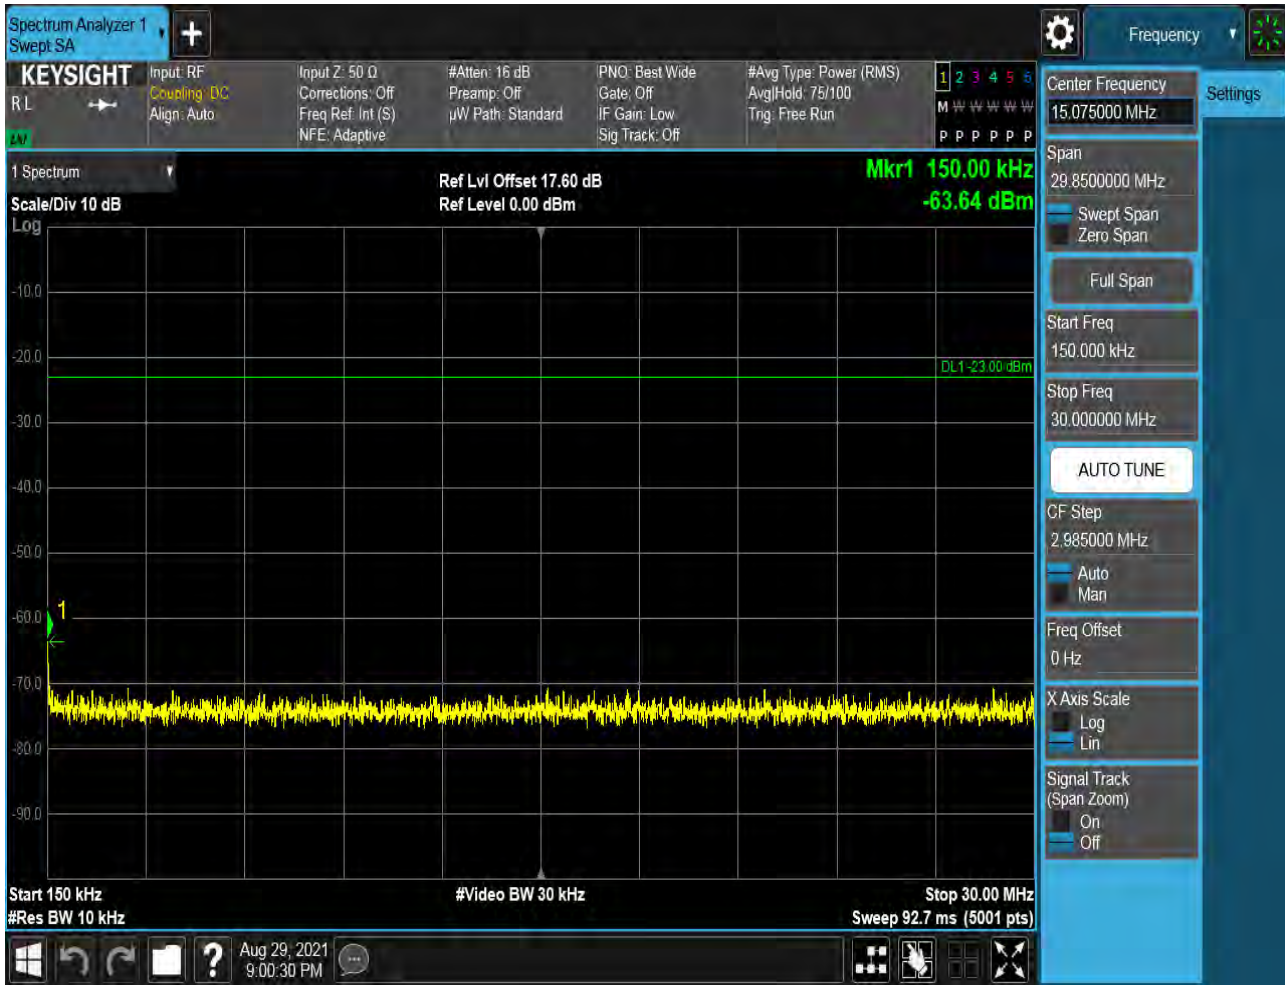 Spectrum Analyzer 1
Swept SA
Frequency
KEYSIGHT
R L
Input: RF
Coupling: DC
Align: Auto
Input Z: 50 Ω
Corrections: Off
Freq Ref: Int (S)
NFE: Adaptive
#Atten: 16 dB
Preamp: Off
µW Path: Standard
PNO: Best Wide
Gate: Off
IF Gain: Low
Sig Track: Off
#Avg Type: Power (RMS)
Avg|Hold: 75/100
Trig: Free Run
1 2 3 4 5 6
M W W W W W
P P P P P P
1 Spectrum
Scale/Div 10 dB
Log
Ref Lvl Offset 17.60 dB
Ref Level 0.00 dBm
Mkr1 150.00 kHz
-63.64 dBm
-10.0
-20.0
DL1 -23.00 dBm
-30.0
-40.0
-50.0
-60.0
1
-70.0
-80.0
-90.0
Start 150 kHz
#Res BW 10 kHz
#Video BW 30 kHz
Stop 30.00 MHz
Sweep 92.7 ms (5001 pts)
Center Frequency
15.075000 MHz
Settings
Span
29.8500000 MHz
Swept Span
Zero Span
Full Span
Start Freq
150.000 kHz
Stop Freq
30.000000 MHz
AUTO TUNE
CF Step
2.985000 MHz
Auto
Man
Freq Offset
0 Hz
X Axis Scale
Log
Lin
Signal Track
(Span Zoom)
On
Off
?
Aug 29, 2021
9:00:30 PM